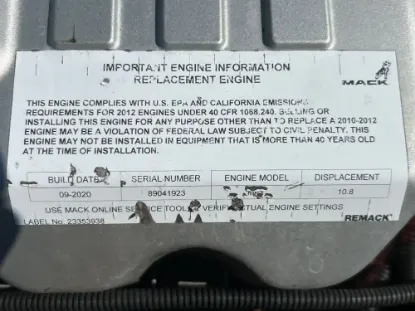 IMPORTANT ENGINE INFORMATION
REPLACEMENT ENGINE
MACK
THIS ENGINE COMPLIES WITH U.S. EPA AND CALIFORNIA EMISSIONS
REQUIREMENTS FOR 2012 ENGINES UNDER 40 CFR 1068.240. SELLING OR
INSTALLING THIS ENGINE FOR ANY PURPOSE OTHER THAN TO REPLACE A 2010-2012
ENGINE MAY BE A VIOLATION OF FEDERAL LAW SUBJECT TO CIVIL PENALTY. THIS
ENGINE MAY NOT BE INSTALLED IN EQUIPMENT THAT IS MORE THAN 40 YEARS OLD
AT THE TIME OF INSTALLATION.
BUILD DATE SERIAL NUMBER ENGINE MODEL DISPLACEMENT
09-2020 89041923 10.8
USE MACK ONLINE SERVICE TOOL VERIFY ACTUAL ENGINE SETTINGS
LABEL No: 23353938
REMACK